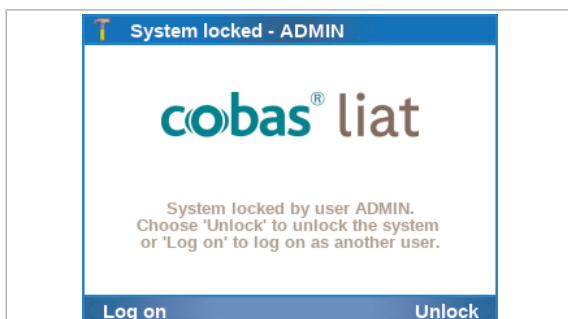 System locked - ADMIN
cobas® liat
System locked by user ADMIN.
Choose 'Unlock' to unlock the system
or 'Log on' to log on as another user.
Log on Unlock